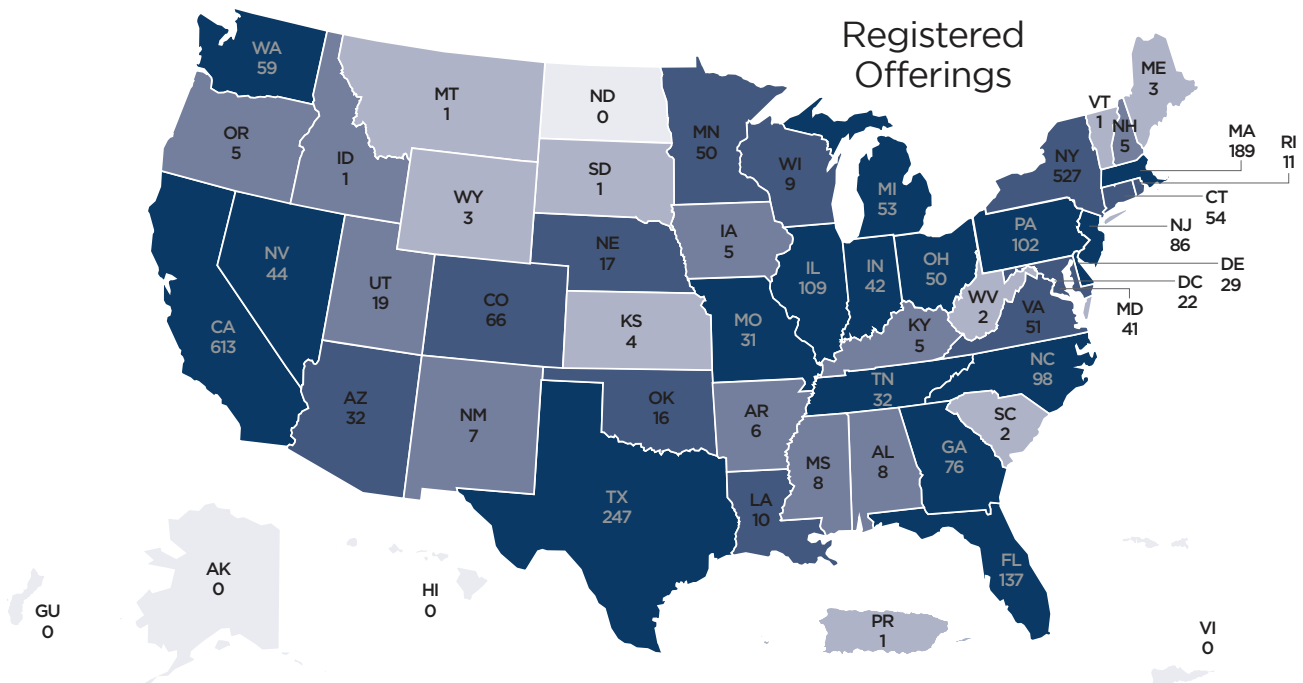 Registered
Offerings
WA
59
MT
1
ND
0
MN
50
ME
3
VT
1
NH
5
MA
189
RI
11
OR
5
ID
1
SD
1
WI
9
MI
53
NY
527
CT
54
WY
3
IA
5
NE
17
PA
102
NJ
86
NV
44
UT
19
CO
66
IL
109
IN
42
OH
50
DE
29
DC
22
MD
41
WV
2
VA
51
CA
613
KS
4
MO
31
KY
5
NC
98
AZ
32
NM
7
OK
16
AR
6
TN
32
SC
2
MS
8
AL
8
GA
76
TX
247
LA
10
FL
137
AK
0
HI
0
GU
0
PR
1
VI
0